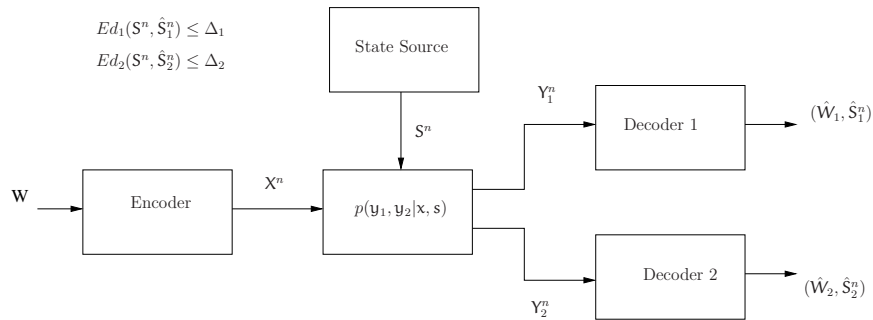 Ed₁(Sⁿ, Ŝ₁ⁿ) ≤ Δ₁
Ed₂(Sⁿ, Ŝ₂ⁿ) ≤ Δ₂
State Source
Sⁿ
Y₁ⁿ
Decoder 1
(Ŵ₁, Ŝ₁ⁿ)
W
Encoder
Xⁿ
p(y₁, y₂|x, s)
Decoder 2
(Ŵ₂, Ŝ₂ⁿ)
Y₂ⁿ